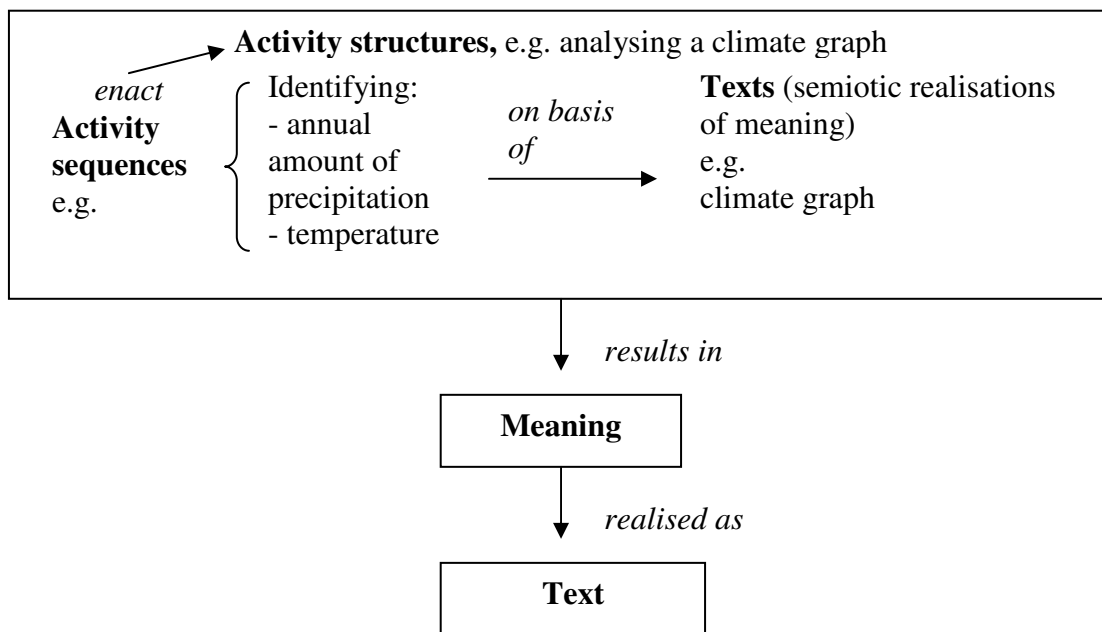 Activity structures, e.g. analysing a climate graph
enact
Activity
sequences
e.g.
Identifying:
- annual
amount of
precipitation
- temperature
on basis
of
Texts (semiotic realisations
of meaning)
e.g.
climate graph
results in
Meaning
realised as
Text